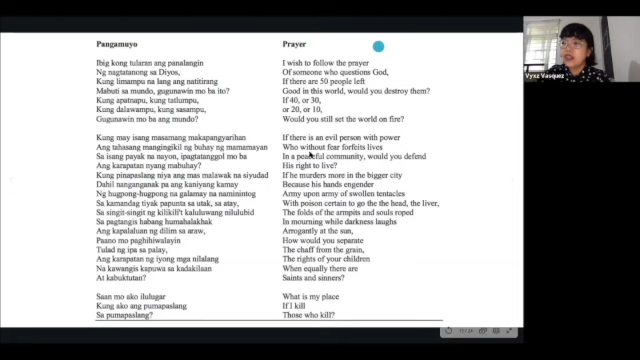 Pangamuyo
Ibig kong tularan ang panalangin
Ng nagtatanong sa Diyos,
Kung limampu na lang ang natitirang
Mabuti sa mundo, gugunawin mo ba ito?
Kung apatnapu, kung tatlumpu,
Kung dalawampu, kung sasampu,
Gugunawin mo ba ang mundo?
Kung may isang masamang makapangyarihan
Ang tahasang mangingikil ng buhay ng mamamayan
Sa isang payak na nayon, ipagtatanggol mo ba
Ang karapatan nyang mabuhay?
Kung pinapaslang niya ang mas malawak na siyudad
Dahil nanganganak pa ang kaniyang kamay
Ng hugpong-hugpong na galamay na naminintog
Sa kamandag tiyak papunta sa utak, sa atay,
Sa singit-singit ng kilikili't kaluluwang nilulubid
Sa pagtangis habang humahalakhak
Ang kapalaluan ng dilim sa araw,
Paano mo paghihiwalayin
Tulad ng ipa sa palay,
Ang karapatan ng iyong mga nilalang
Na kawangis kapuwa sa kadakilaan
At kabuktutan?
Saan mo ako ilulugar
Kung ako ang pumapaslang
Sa pumapaslang?
Prayer
I wish to follow the prayer
Of someone who questions God,
If there are 50 people left
Good in this world, would you destroy them?
If 40, or 30,
or 20, or 10,
Would you still set the world on fire?
If there is an evil person with power
Who without fear forfeits lives
In a peaceful community, would you defend
His right to live?
If he murders more in the bigger city
Because his hands engender
Army upon army of swollen tentacles
With poison certain to go the the head, the liver,
The folds of the armpits and souls roped
In mourning while darkness laughs
Arrogantly at the sun,
How would you separate
The chaff from the grain,
The rights of your children
When equally there are
Saints and sinners?
What is my place
If I kill
Those who kill?
Vyxz Vasquez